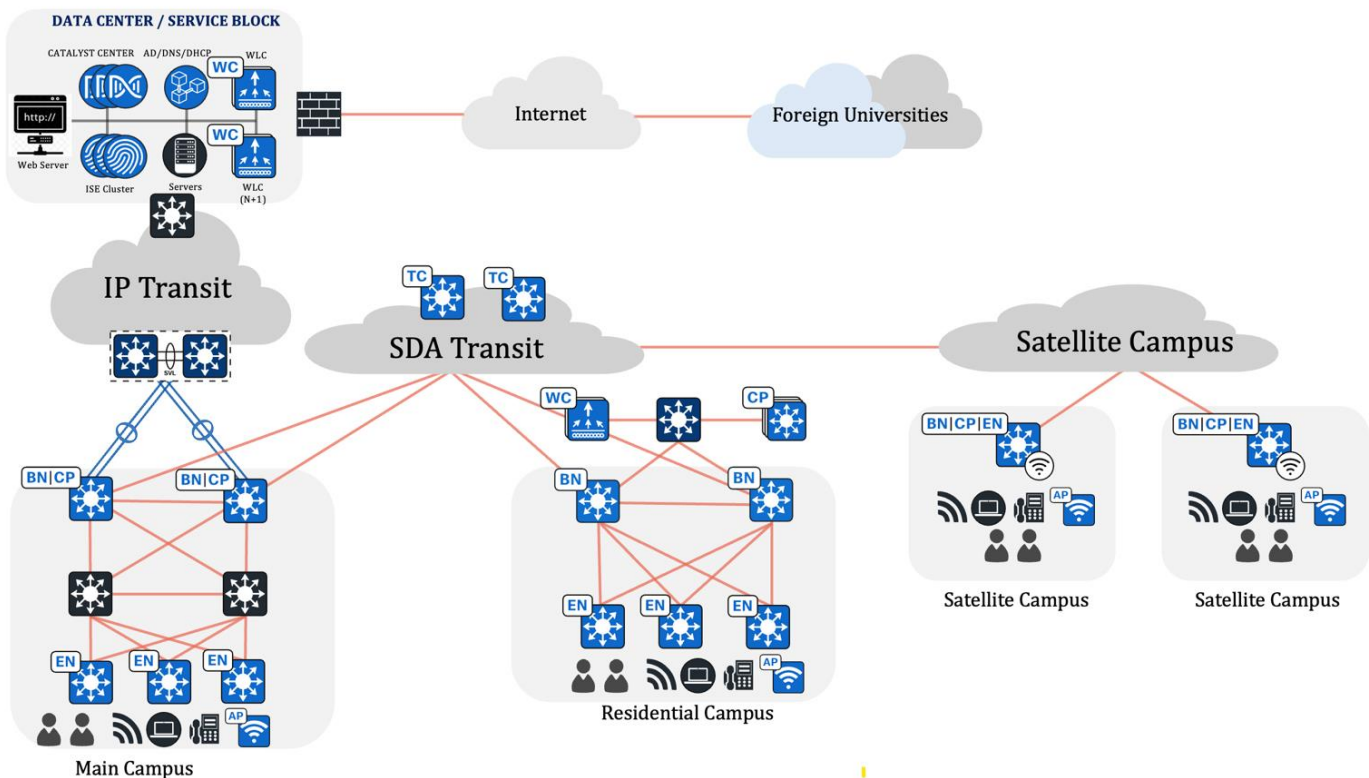 DATA CENTER / SERVICE BLOCK
CATALYST CENTER
AD/DNS/DHCP
WLC
WC
http://
Web Server
WC
ISE Cluster
Servers
WLC
(N+1)
Internet
Foreign Universities
IP Transit
SVL
TC
TC
SDA Transit
Satellite Campus
WC
CP
BN|CP
BN|CP
BN
BN
BN|CP|EN
BN|CP|EN
AP
AP
Satellite Campus
Satellite Campus
EN
EN
EN
EN
EN
EN
AP
Residential Campus
AP
Main Campus